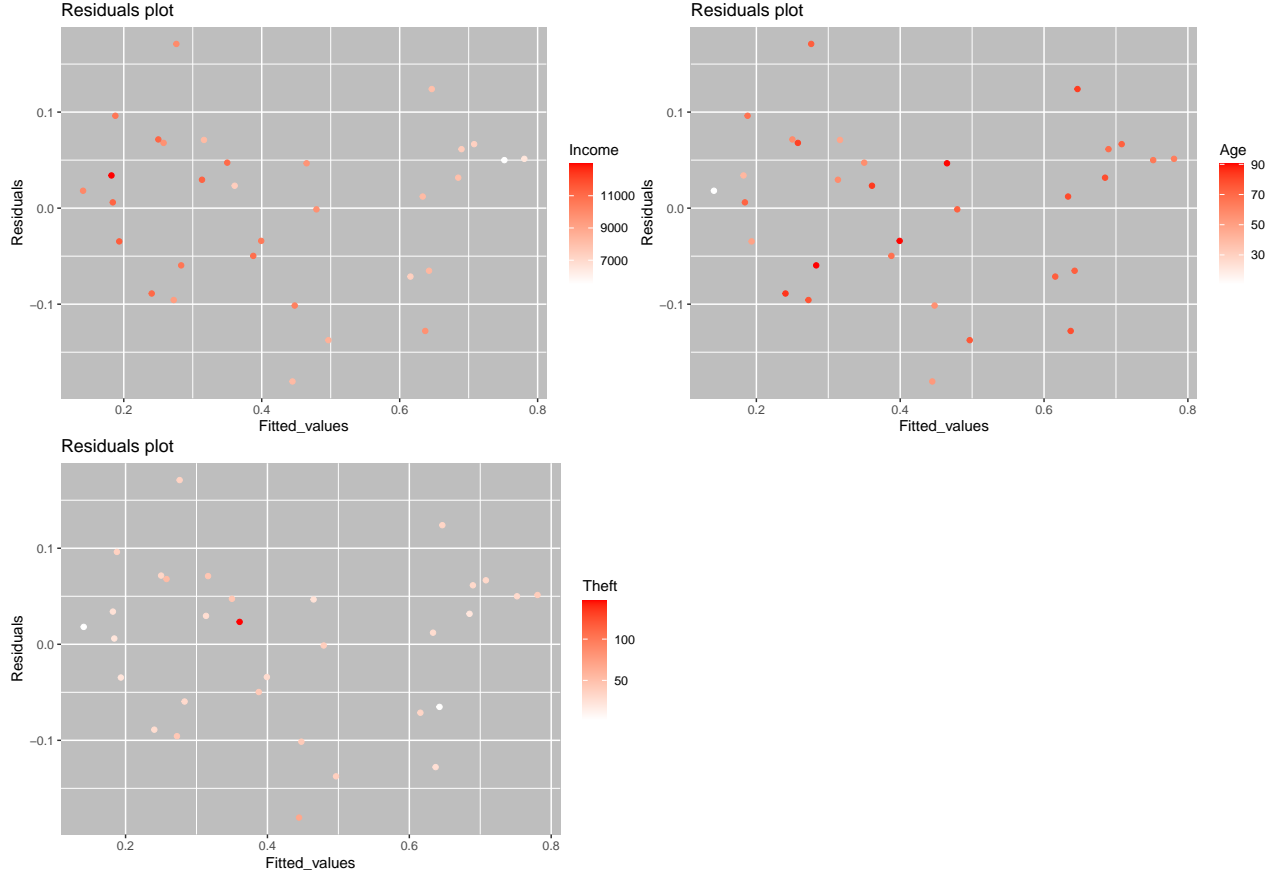 Residuals plot
0.1
0.0
−0.1
Residuals
0.2
0.4
0.6
0.8
Fitted_values
Income
11000
9000
7000
Residuals plot
0.1
0.0
−0.1
Residuals
0.2
0.4
0.6
0.8
Fitted_values
Age
90
70
50
30
Residuals plot
0.1
0.0
−0.1
Residuals
0.2
0.4
0.6
0.8
Fitted_values
Theft
100
50